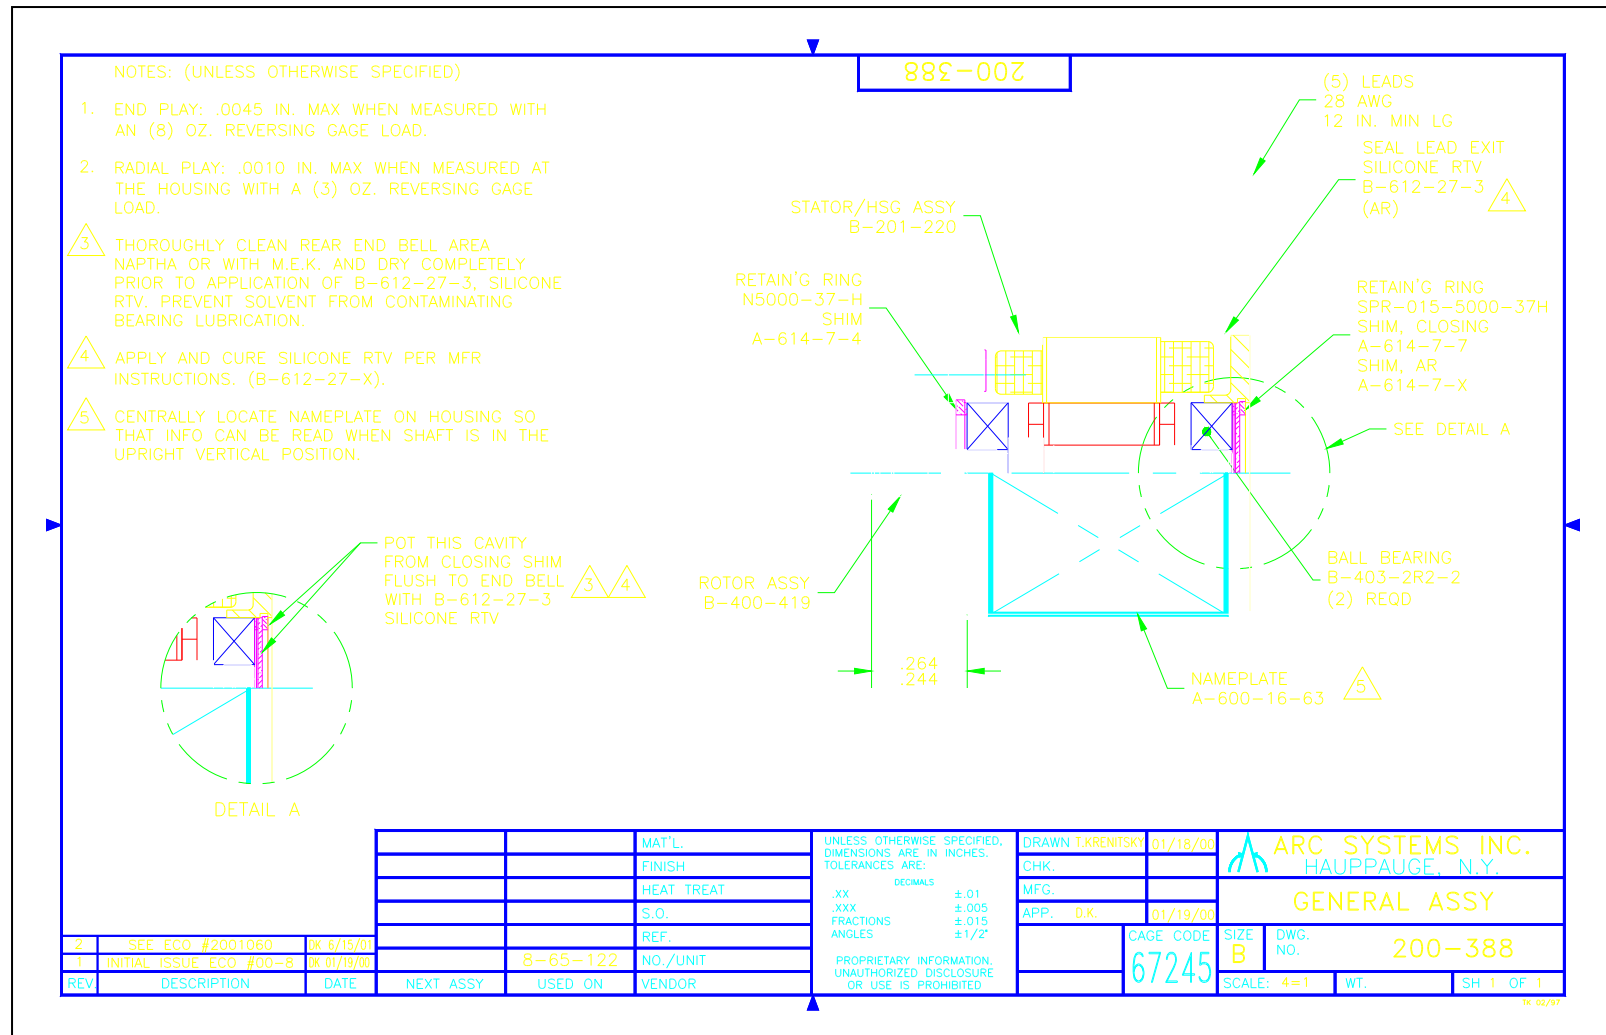 NOTES: (UNLESS OTHERWISE SPECIFIED)
1. END PLAY: .0045 IN. MAX WHEN MEASURED WITH
AN (8) OZ. REVERSING GAGE LOAD.
2. RADIAL PLAY: .0010 IN. MAX WHEN MEASURED AT
THE HOUSING WITH A (3) OZ. REVERSING GAGE
LOAD.
3 THOROUGHLY CLEAN REAR END BELL AREA
NAPTHA OR WITH M.E.K. AND DRY COMPLETELY
PRIOR TO APPLICATION OF B-612-27-3, SILICONE
RTV. PREVENT SOLVENT FROM CONTAMINATING
BEARING LUBRICATION.
4 APPLY AND CURE SILICONE RTV PER MFR
INSTRUCTIONS: (B-612-27-X).
5 CENTRALLY LOCATE NAMEPLATE ON HOUSING SO
THAT INFO CAN BE READ WHEN SHAFT IS IN THE
UPRIGHT VERTICAL POSITION.
200-388
(5) LEADS
28 AWG
12 IN. MIN LG
SEAL LEAD EXIT
SILICONE RTV
B-612-27-3
(AR)
4
STATOR/HSG ASSY
B-201-220
RETAIN'G RING
N5000-37-H
SHIM
A-614-7-4
RETAIN'G RING
SPR-015-5000-37H
SHIM, CLOSING
A-614-7-7
SHIM, AR
A-614-7-X
SEE DETAIL A
BALL BEARING
B-403-2R2-2
(2) REQD
ROTOR ASSY
B-400-419
.264
.244
NAMEPLATE
A-600-16-63
5
POT THIS CAVITY
FROM CLOSING SHIM
FLUSH TO END BELL
WITH B-612-27-3
SILICONE RTV
3 4
DETAIL A
2 SEE ECO #2001060 DK 6/15/01
1 INITIAL ISSUE ECO #00-8 DK 01/19/00
REV DESCRIPTION DATE
NEXT ASSY
8-65-122
USED ON
MAT'L.
FINISH
HEAT TREAT
S.O.
REF.
NO./UNIT
VENDOR
UNLESS OTHERWISE SPECIFIED,
DIMENSIONS ARE IN INCHES.
TOLERANCES ARE:
DECIMALS
.XX ±.01
.XXX ±.005
FRACTIONS ±.015
ANGLES ±1/2°
PROPRIETARY INFORMATION.
UNAUTHORIZED DISCLOSURE
OR USE IS PROHIBITED
DRAWN T.KRENITSKY 01/18/00
CHK.
MFG.
APP. D.K. 01/19/00
CAGE CODE
67245
ARC SYSTEMS INC.
HAUPPAUGE, N.Y.
GENERAL ASSY
SIZE
B
DWG.
NO.
200-388
SCALE: 4=1
WT.
SH 1 OF 1